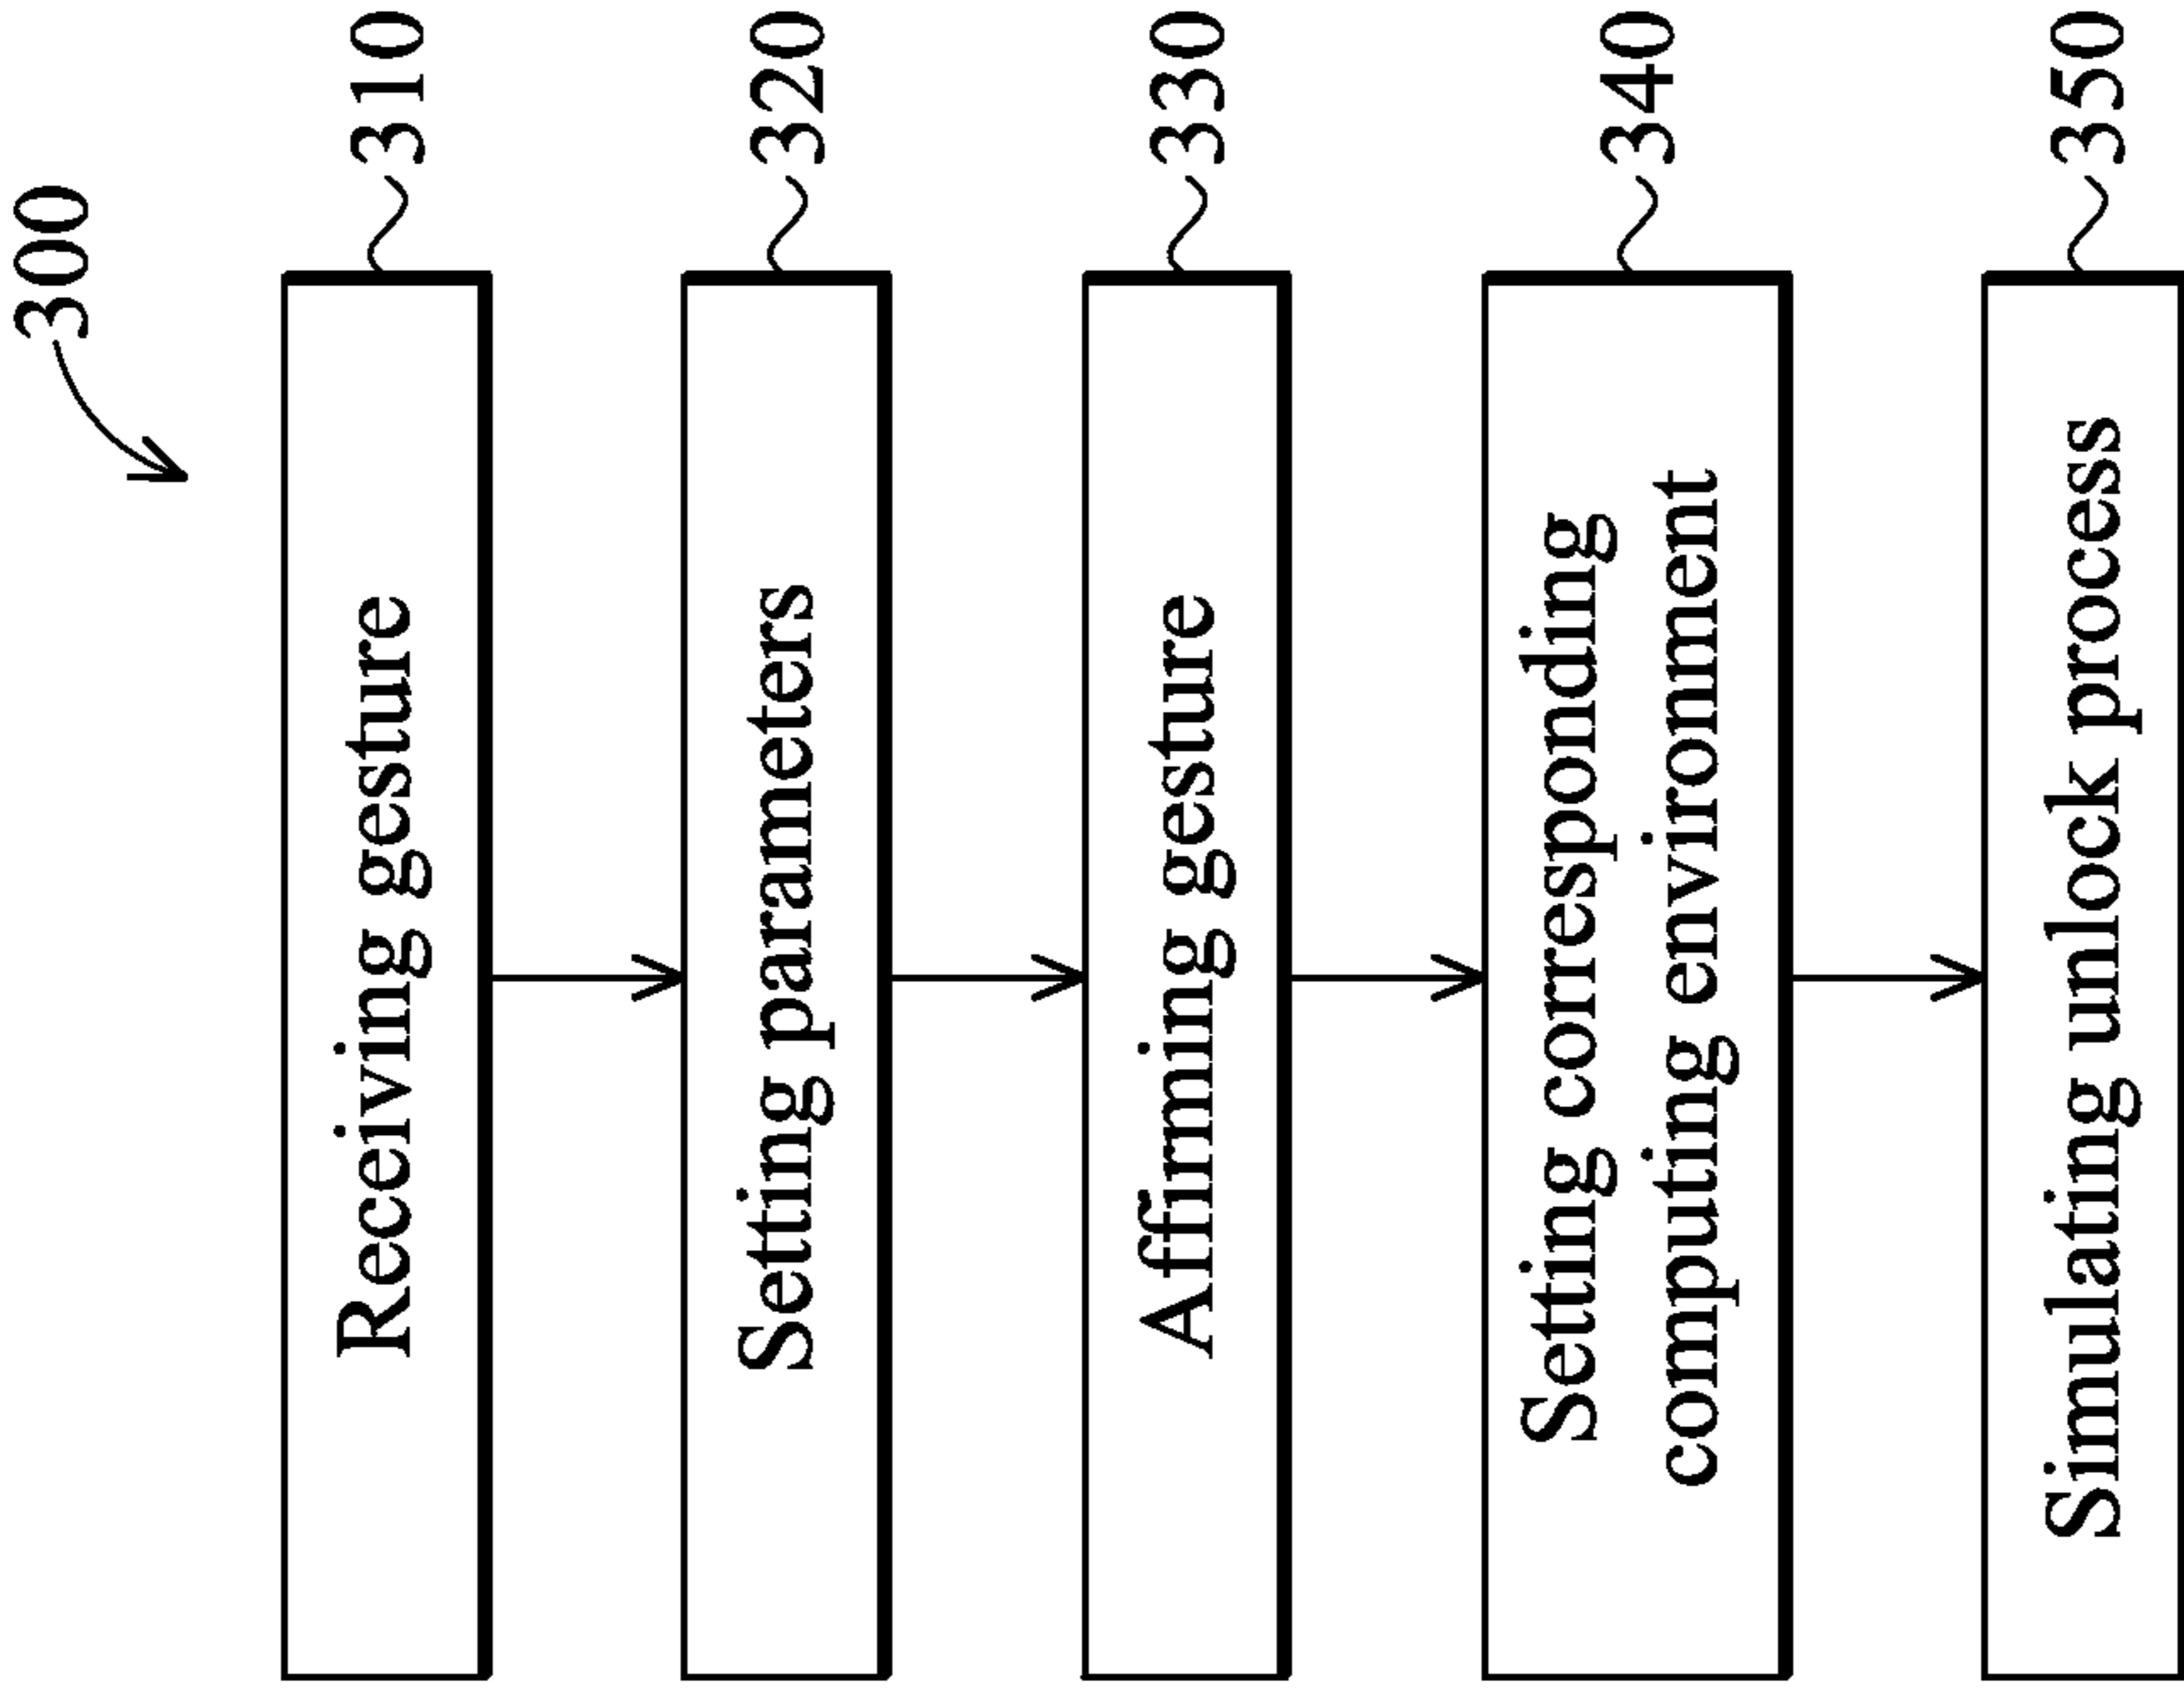 300
Receiving gesture
310
Setting parameters
320
Affirming gesture
330
Setting corresponding
computing environment
340
Simulating unlock process
350